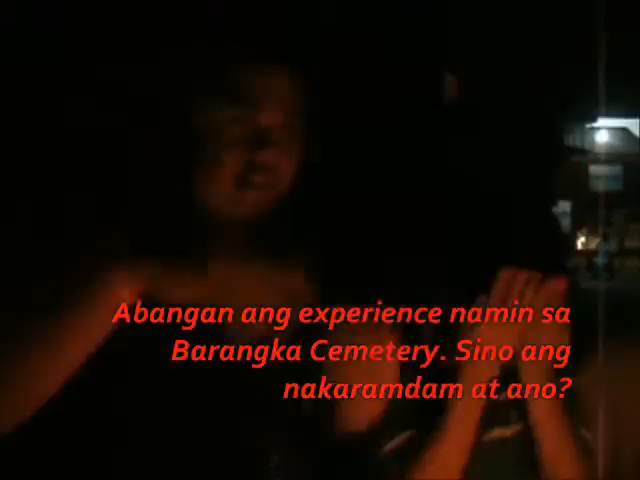 Abangan ang experience namin sa
Barangka Cemetery. Sino ang
nakaramdam at ano?